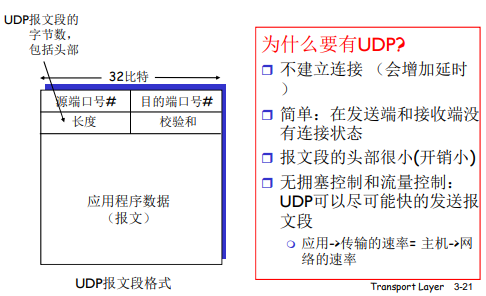 UDP报文段的
字节数，
包括头部
32比特
源端口号#
目的端口号#
长度
校验和
应用程序数据
（报文）
UDP报文段格式
为什么要有UDP?
不建立连接 （会增加延时
）
简单：在发送端和接收端没
有连接状态
报文段的头部很小(开销小)
无拥塞控制和流量控制：
UDP可以尽可能快的发送报
文段
应用->传输的速率= 主机->网
络的速率
Transport Layer 3-21